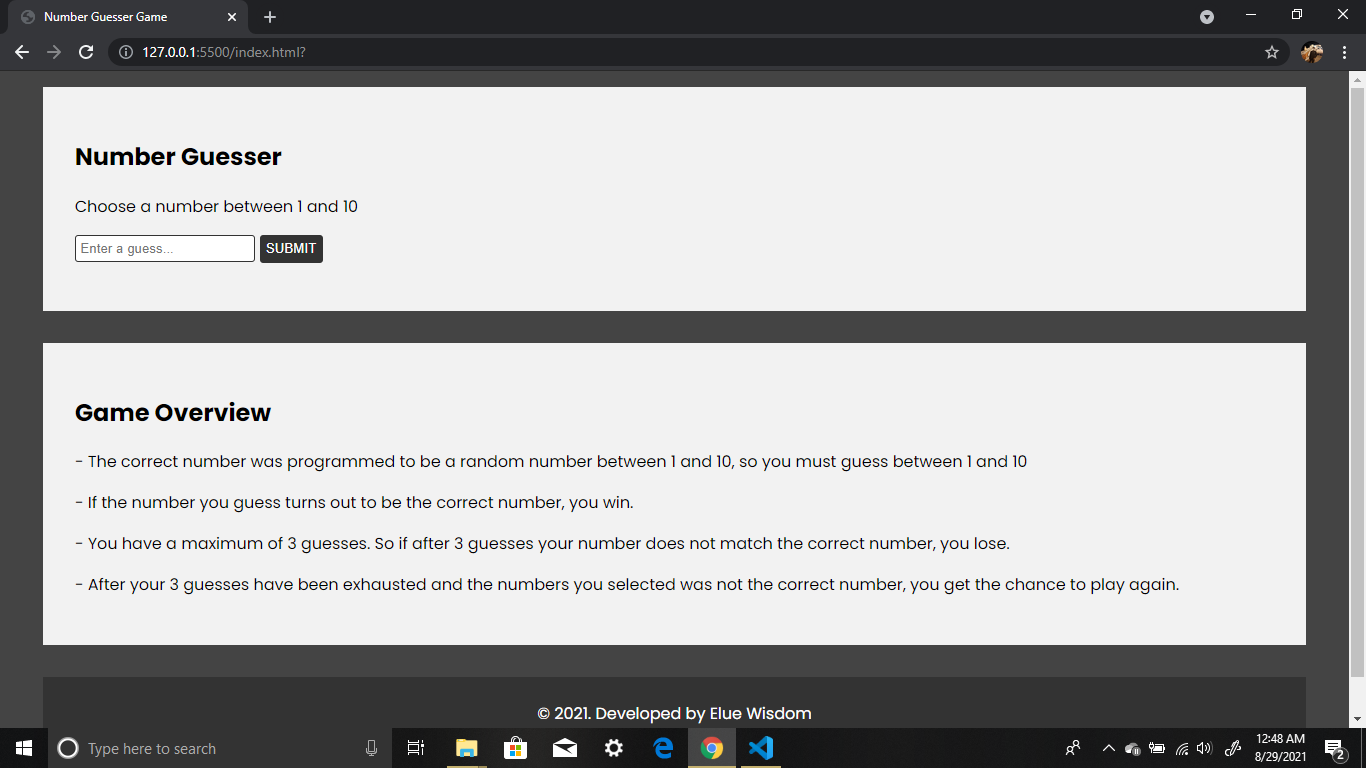 Number Guesser Game
127.0.0.1:5500/index.html?
Number Guesser
Choose a number between 1 and 10
Enter a guess...
SUBMIT
Game Overview
- The correct number was programmed to be a random number between 1 and 10, so you must guess between 1 and 10
- If the number you guess turns out to be the correct number, you win.
- You have a maximum of 3 guesses. So if after 3 guesses your number does not match the correct number, you lose.
- After your 3 guesses have been exhausted and the numbers you selected was not the correct number, you get the chance to play again.
© 2021. Developed by Elue Wisdom
Type here to search
12:48 AM
8/29/2021
2